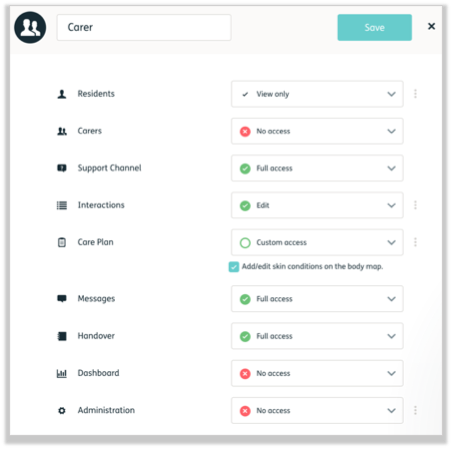 Carer
Save
Residents View only
Carers No access
Support Channel Full access
Interactions Edit
Care Plan Custom access
Add/edit skin conditions on the body map.
Messages Full access
Handover Full access
Dashboard No access
Administration No access